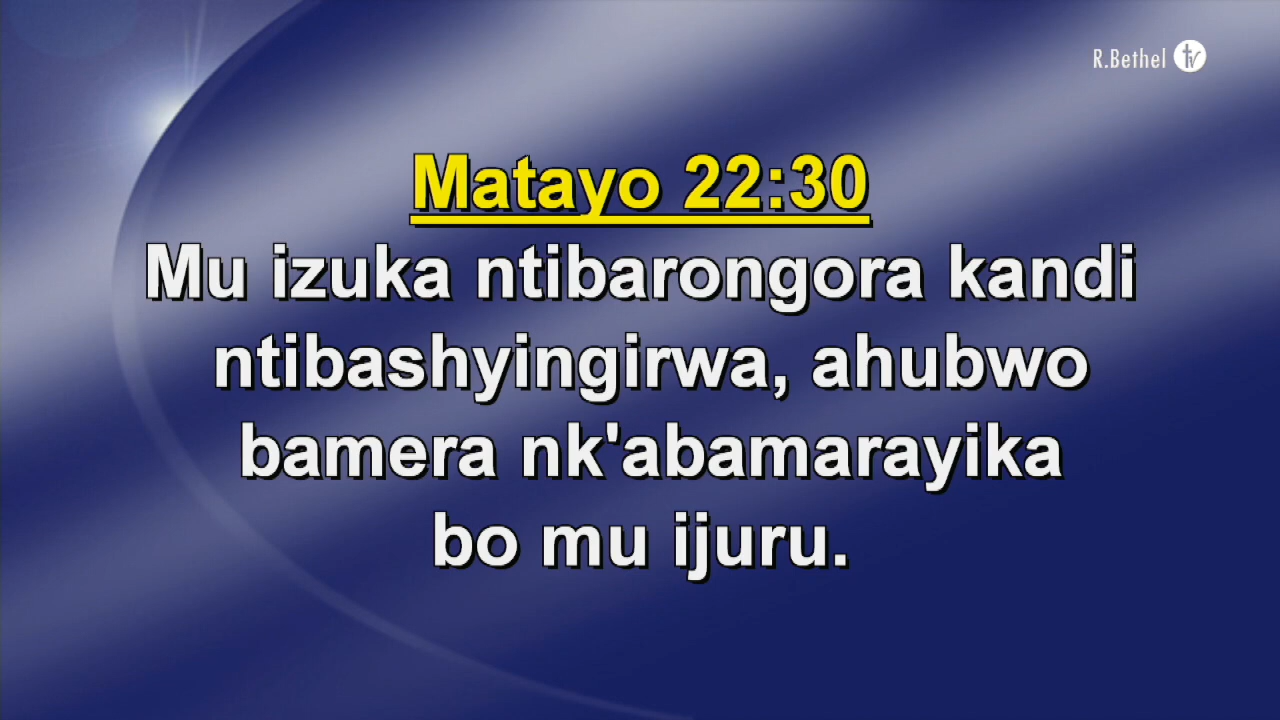 R.Bethel tv
Matayo 22:30
Mu izuka ntibarongora kandi
ntibashyingirwa, ahubwo
bamera nk'abamarayika
bo mu ijuru.